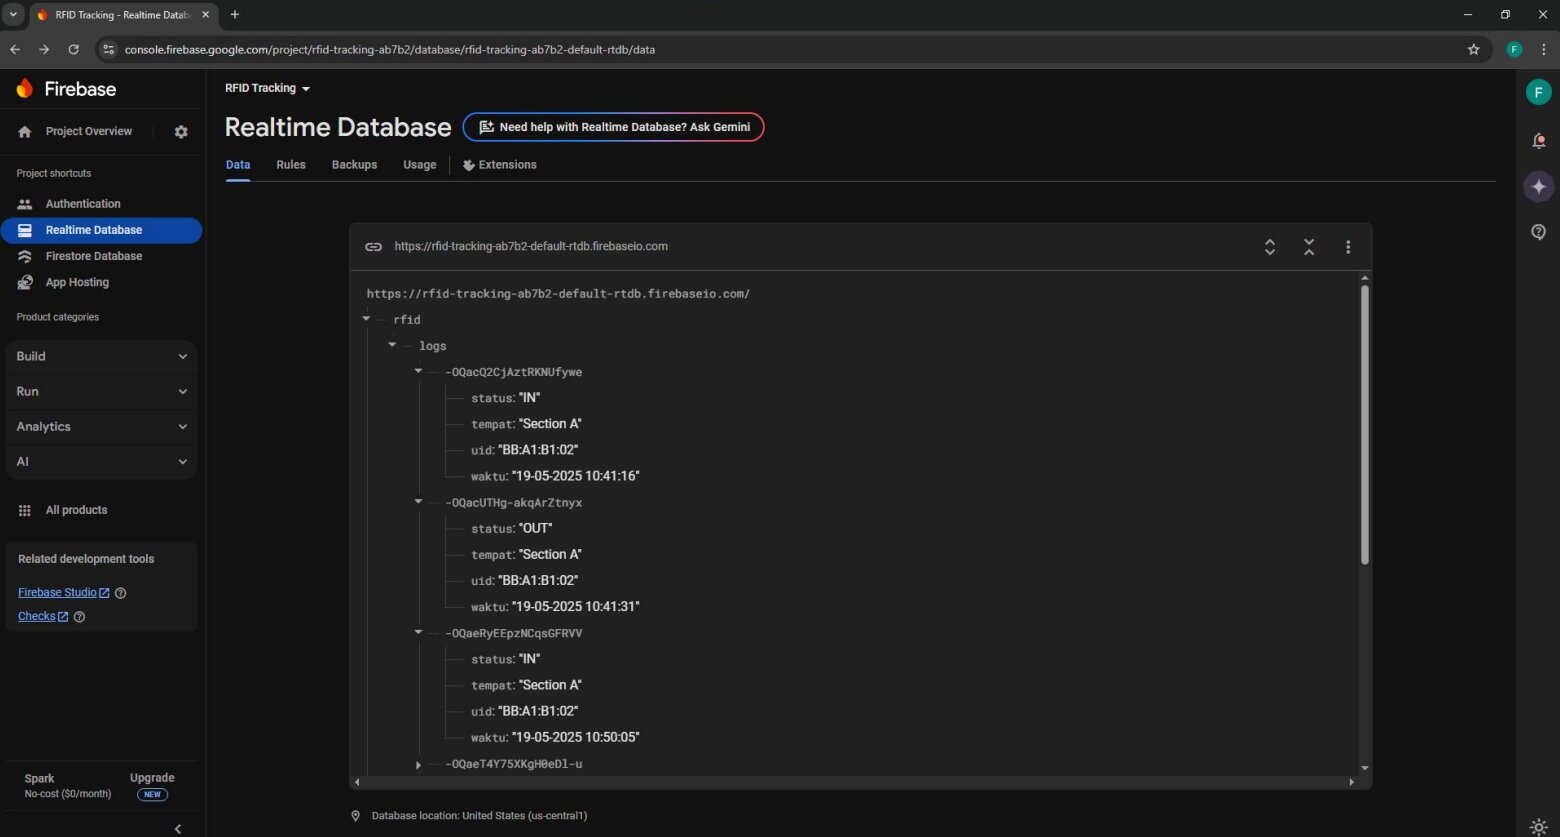 RFID Tracking - Realtime Datab
console.firebase.google.com/project/rfid-tracking-ab7b2/database/rfid-tracking-ab7b2-default-rtdb/data
F
Firebase
RFID Tracking
F
Project Overview
Realtime Database
Need help with Realtime Database? Ask Gemini
Data
Rules
Backups
Usage
Extensions
Project shortcuts
Authentication
Realtime Database
Firestore Database
App Hosting
Product categories
Build
Run
Analytics
AI
All products
Related development tools
Firebase Studio
Checks
Spark
No-cost ($0/month)
Upgrade
NEW
https://rfid-tracking-ab7b2-default-rtdb.firebaseio.com
https://rfid-tracking-ab7b2-default-rtdb.firebaseio.com/
rfid
logs
-OQacQ2CjAztRKNUfywe
status: "IN"
tempat: "Section A"
uid: "BB:A1:B1:02"
waktu: "19-05-2025 10:41:16"
-OQacUTHg-akqArZtnyx
status: "OUT"
tempat: "Section A"
uid: "BB:A1:B1:02"
waktu: "19-05-2025 10:41:31"
-OQaeRyEEpzNCqsGFRVV
status: "IN"
tempat: "Section A"
uid: "BB:A1:B1:02"
waktu: "19-05-2025 10:50:05"
-OQaeT4Y75XKgH0eDl-u
Database location: United States (us-central1)